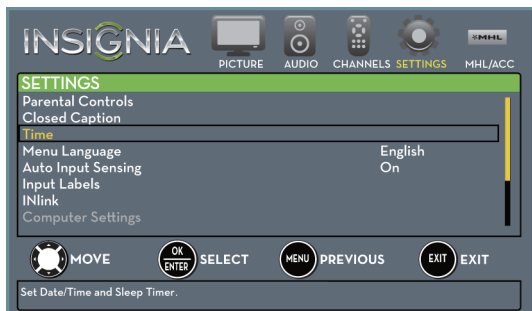 INSIGNIA
PICTURE AUDIO CHANNELS SETTINGS MHL/ACC
MHL
SETTINGS
Parental Controls
Closed Caption
Time
Menu Language English
Auto Input Sensing On
Input Labels
INlink
Computer Settings
MOVE OK ENTER SELECT MENU PREVIOUS EXIT EXIT
Set Date/Time and Sleep Timer.